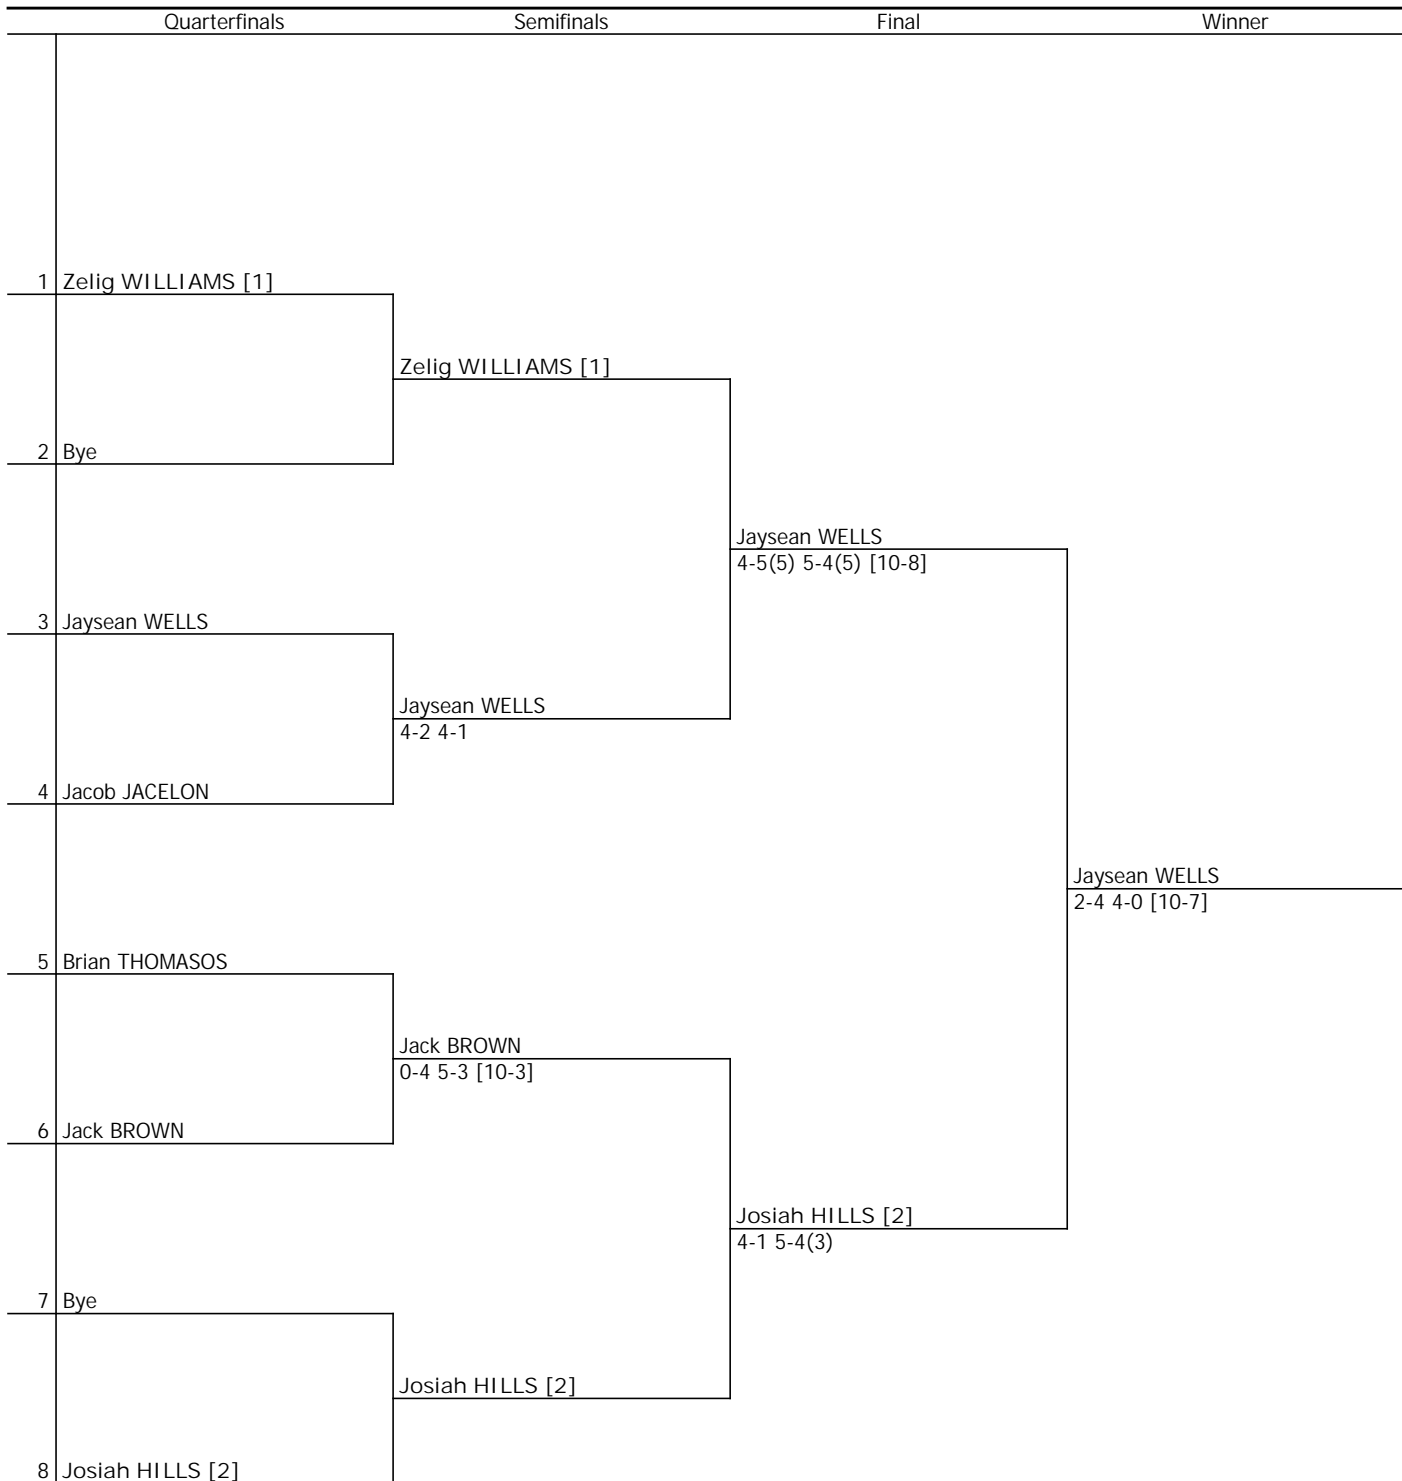 Quarterfinals Semifinals Final Winner
1 Zelig WILLIAMS [1]
Zelig WILLIAMS [1]
2 Bye
Jaysean WELLS
4-5(5) 5-4(5) [10-8]
3 Jaysean WELLS
Jaysean WELLS
4-2 4-1
4 Jacob JACELON
Jaysean WELLS
2-4 4-0 [10-7]
5 Brian THOMASOS
Jack BROWN
0-4 5-3 [10-3]
6 Jack BROWN
Josiah HILLS [2]
4-1 5-4(3)
7 Bye
Josiah HILLS [2]
8 Josiah HILLS [2]